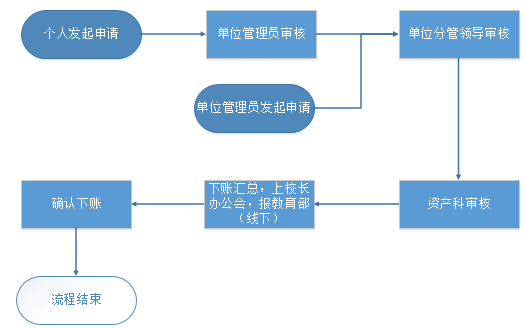 个人发起申请
单位管理员审核
单位分管领导审核
单位管理员发起申请
确认下账
下账汇总，上校长
办公会，报教育部
（线下）
资产科审核
流程结束